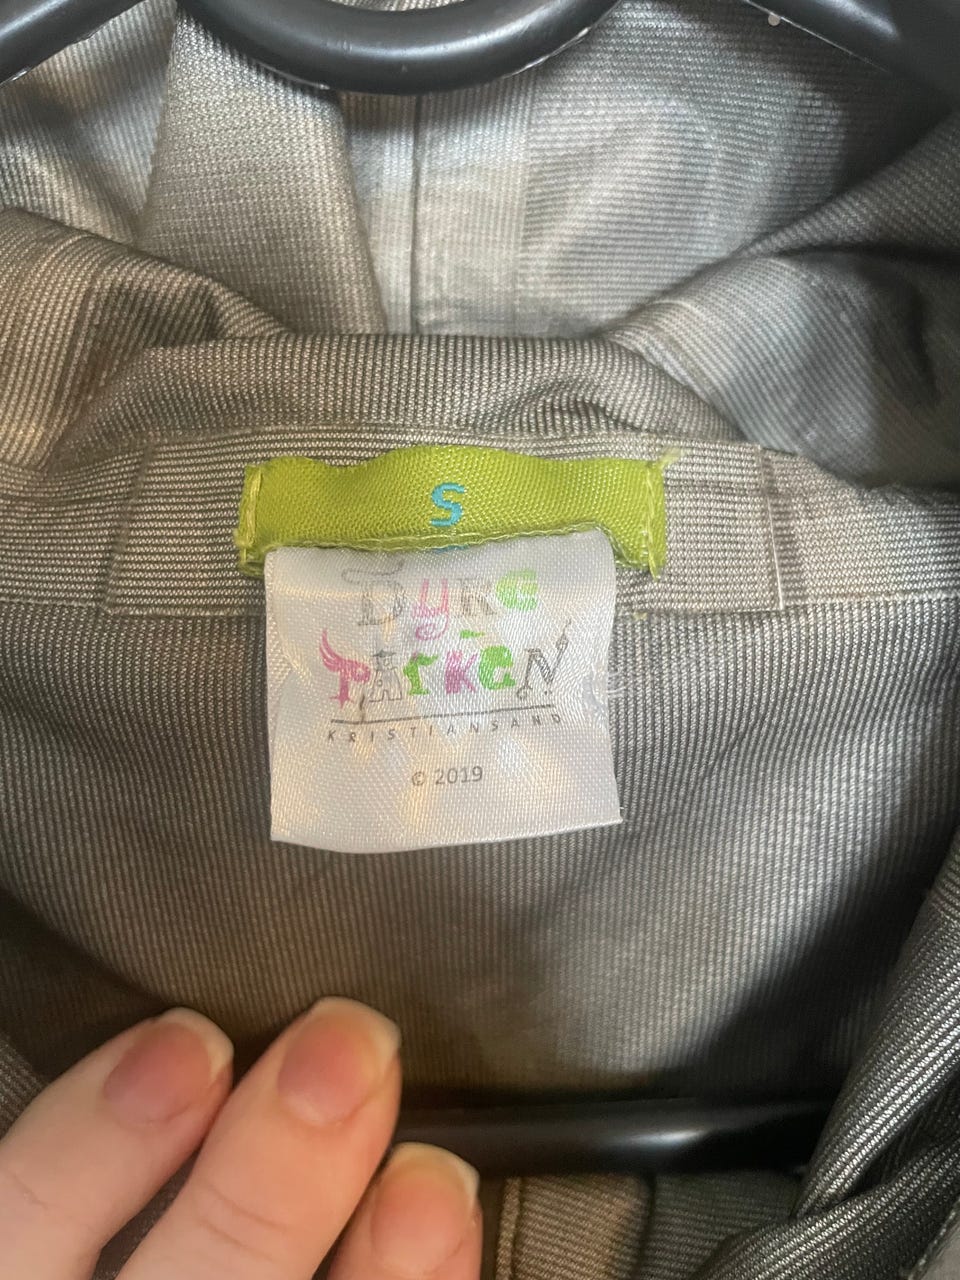 S
Dyre
Parken
KRISTIANSAND
© 2019